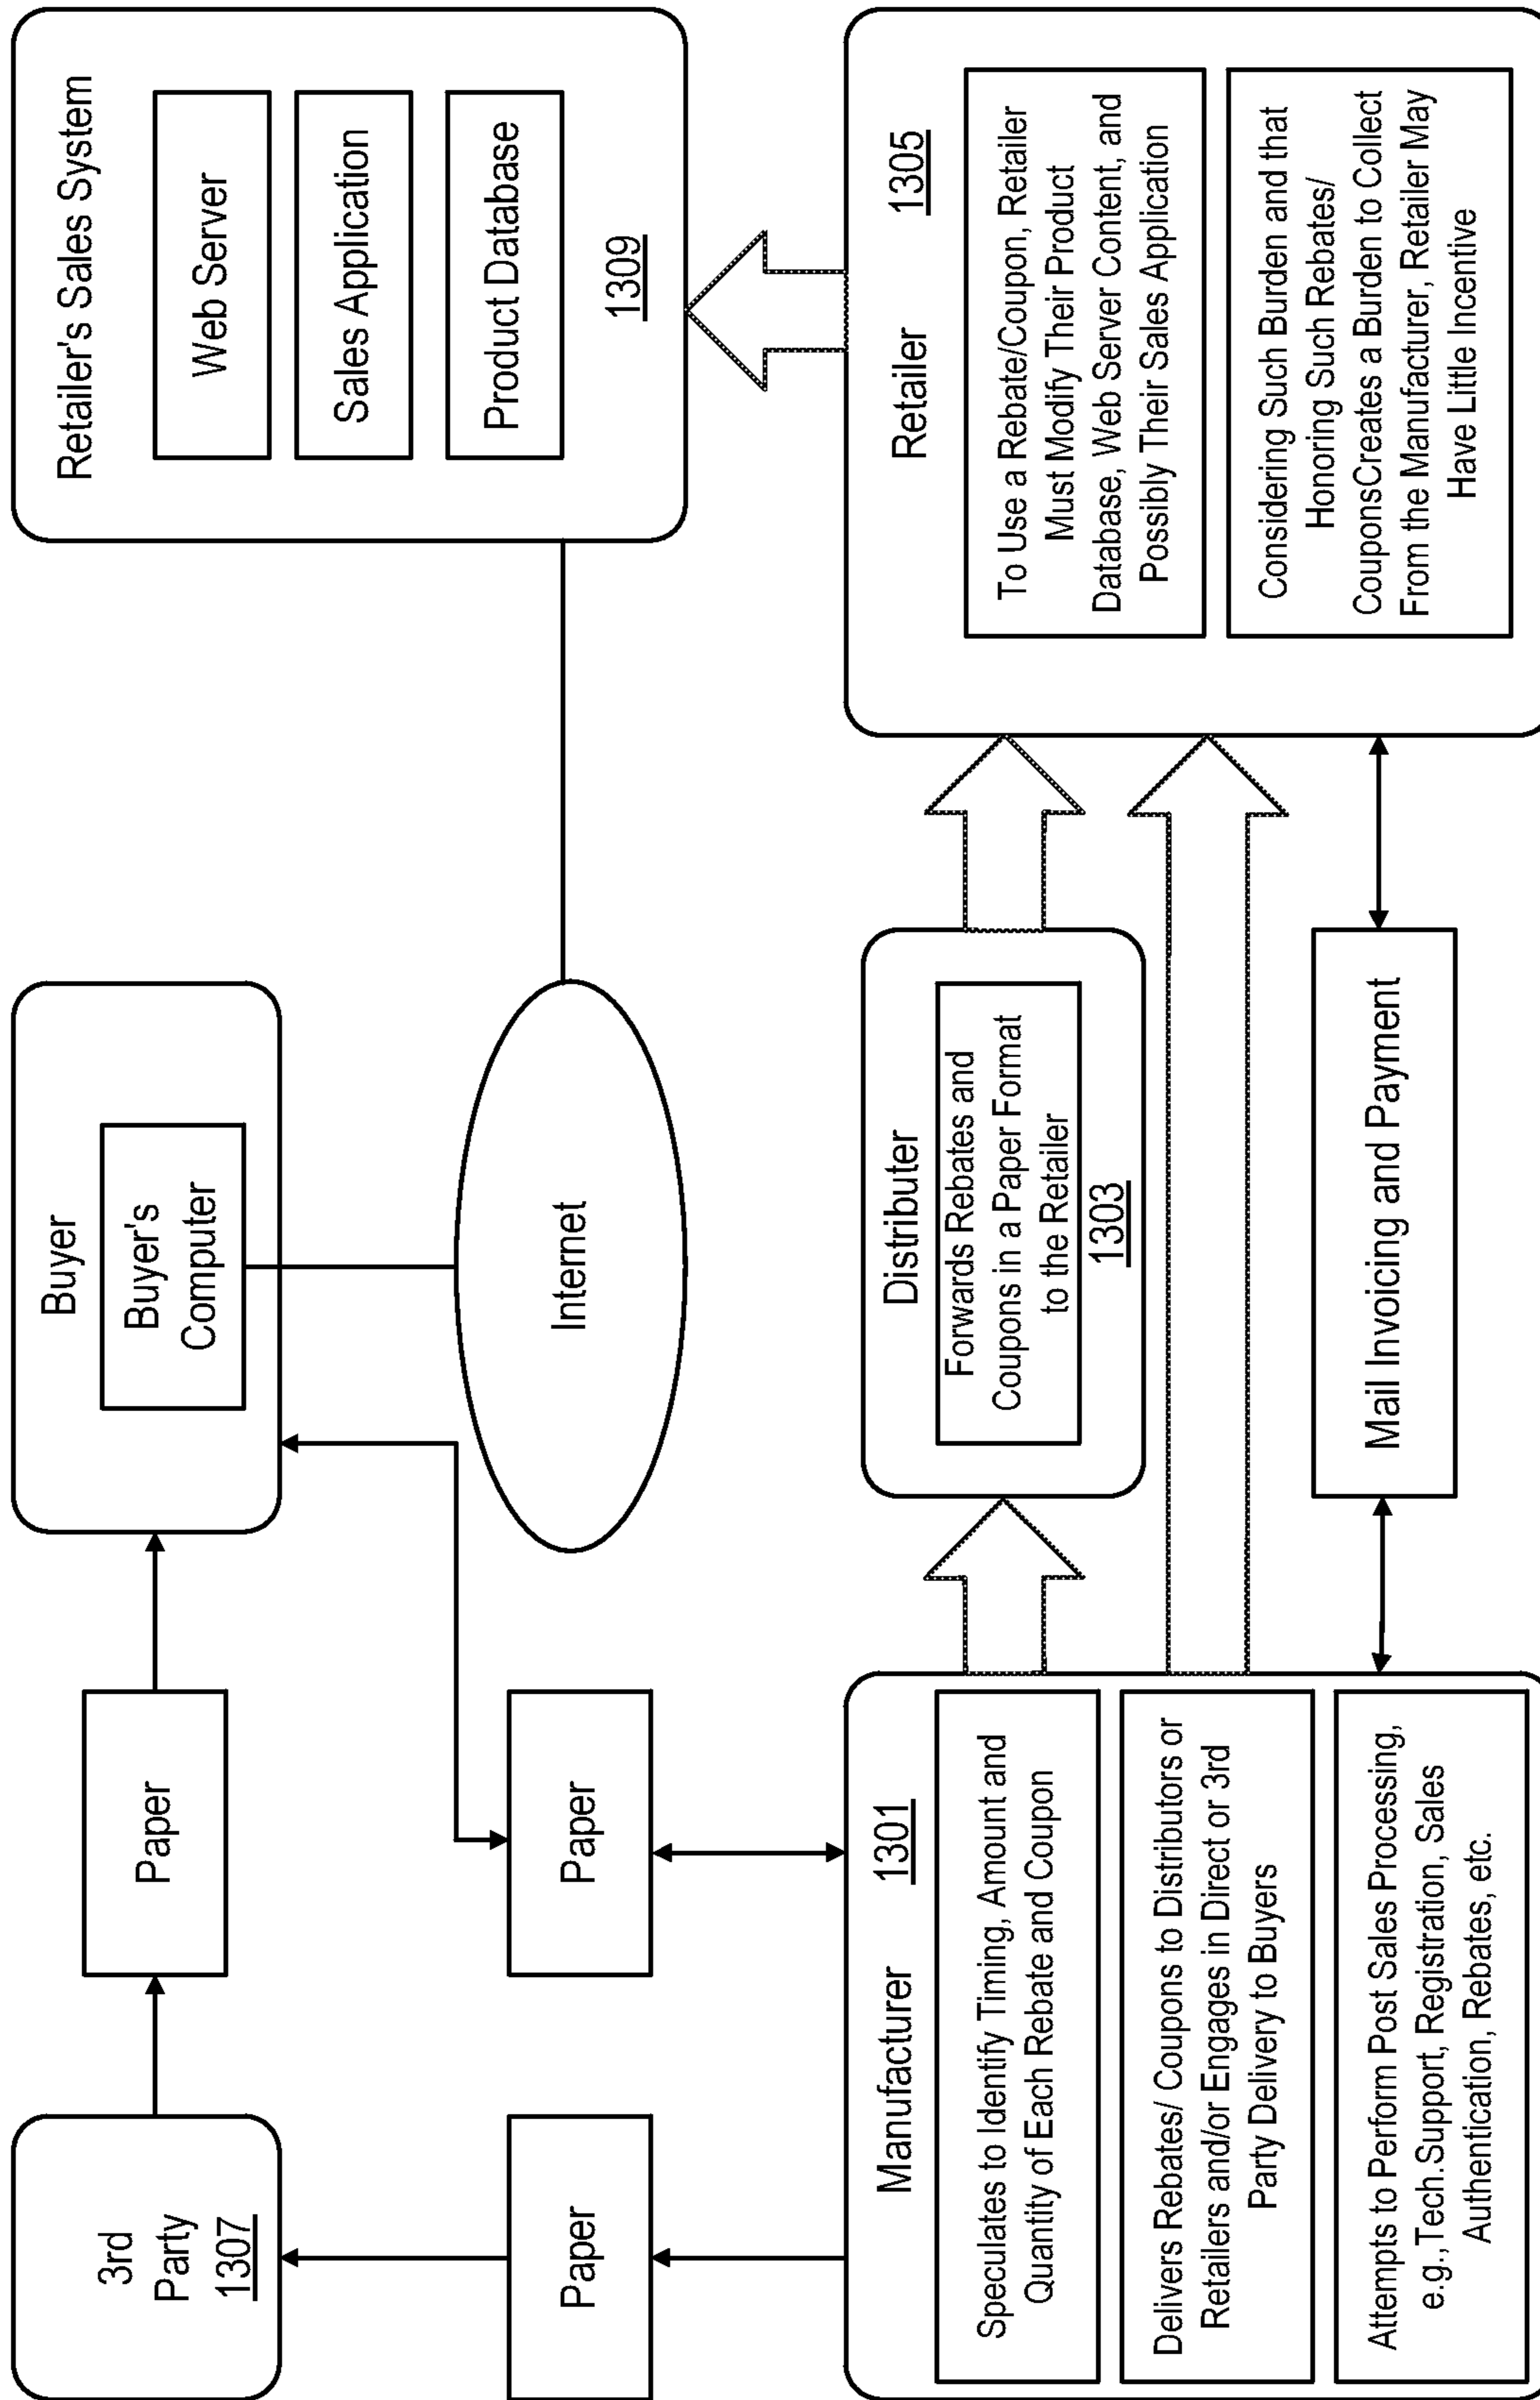 3rd
Party
1307
Paper
Buyer
Buyer's
Computer
Retailer's Sales System
Web Server
Sales Application
Product Database
1309
Paper
Paper
Internet
Manufacturer
1301
Speculates to Identify Timing, Amount and
Quantity of Each Rebate and Coupon
Delivers Rebates/ Coupons to Distributors or
Retailers and/or Engages in Direct or 3rd
Party Delivery to Buyers
Attempts to Perform Post Sales Processing,
e.g.,Tech.Support, Registration, Sales
Authentication, Rebates, etc.
Distributer
Forwards Rebates and
Coupons in a Paper Format
to the Retailer
1303
Mail Invoicing and Payment
Retailer
1305
To Use a Rebate/Coupon, Retailer
Must Modify Their Product
Database, Web Server Content, and
Possibly Their Sales Application
Considering Such Burden and that
Honoring Such Rebates/
CouponsCreates a Burden to Collect
From the Manufacturer, Retailer May
Have Little Incentive